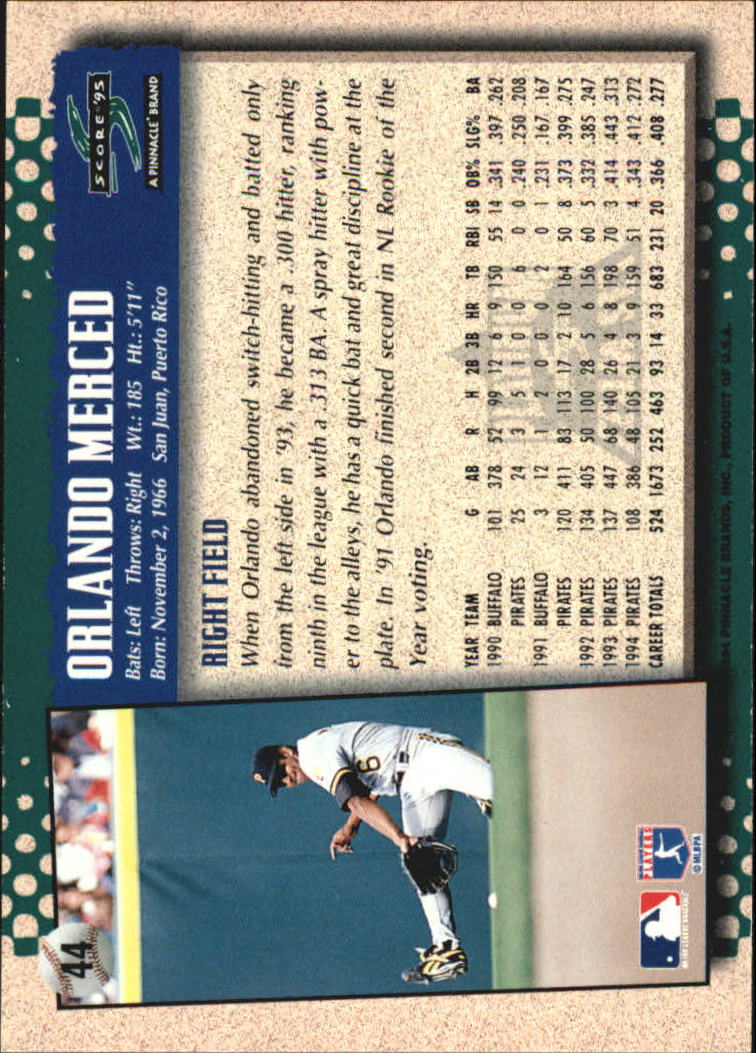 44
ORLANDO MERCED
Bats: Left Throws: Right Wt.: 185 Ht.: 5'11"
Born: November 2, 1966 San Juan, Puerto Rico
SCORE '95
A PINNACLE BRAND
RIGHT FIELD
When Orlando abandoned switch-hitting and batted only
from the left side in '93, he became a .300 hitter, ranking
ninth in the league with a .313 BA. A spray hitter with pow-
er to the alleys, he has a quick bat and great discipline at the
plate. In '91 Orlando finished second in NL Rookie of the
Year voting.
YEAR TEAM G AB R H 2B 3B HR TB RBI SB OB% SLG% BA
1990 BUFFALO 101 378 52 99 12 6 9 150 55 14 .341 .397 .262
PIRATES 25 24 3 5 1 0 0 6 0 0 .240 .250 .208
1991 BUFFALO 3 12 1 2 0 0 0 2 0 1 .231 .167 .167
PIRATES 120 411 83 113 17 2 10 164 50 8 .373 .399 .275
1992 PIRATES 134 405 50 100 28 5 6 156 60 5 .332 .385 .247
1993 PIRATES 137 447 68 140 26 4 8 198 70 3 .414 .443 .313
1994 PIRATES 108 386 48 105 21 3 9 159 51 4 .343 .412 .272
CAREER TOTALS 524 1673 252 463 93 14 33 683 231 20 .366 .408 .277
P
6
PLAYERS
© MLBPA
1994 PINNACLE BRANDS, INC., PRODUCT OF U.S.A.